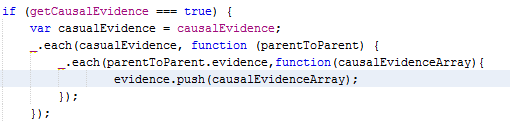 if (getCausalEvidence === true) {
var casualEvidence = causalEvidence;
_.each(casualEvidence, function (parentToParent) {
_.each(parentToParent.evidence,function(causalEvidenceArray){
evidence.push(causalEvidenceArray);
});
});